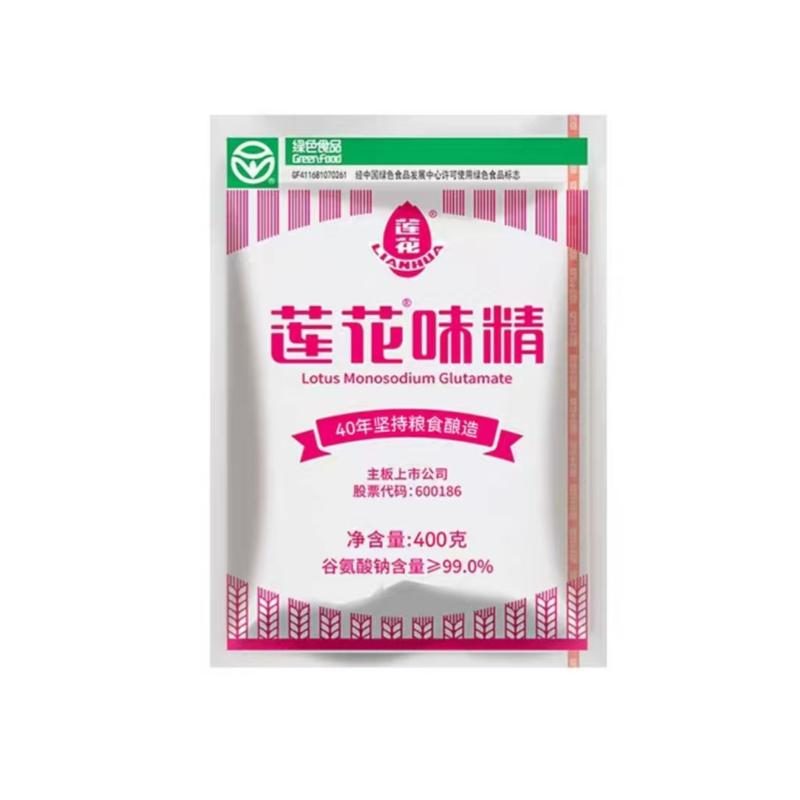 绿色食品
GreenFood
GF411681070261 经中国绿色食品发展中心许可使用绿色食品标志
莲花®
LIANHUA
莲花®味精
Lotus Monosodium Glutamate
40年坚持粮食酿造
主板上市公司
股票代码:600186
净含量:400克
谷氨酸钠含量≥99.0%